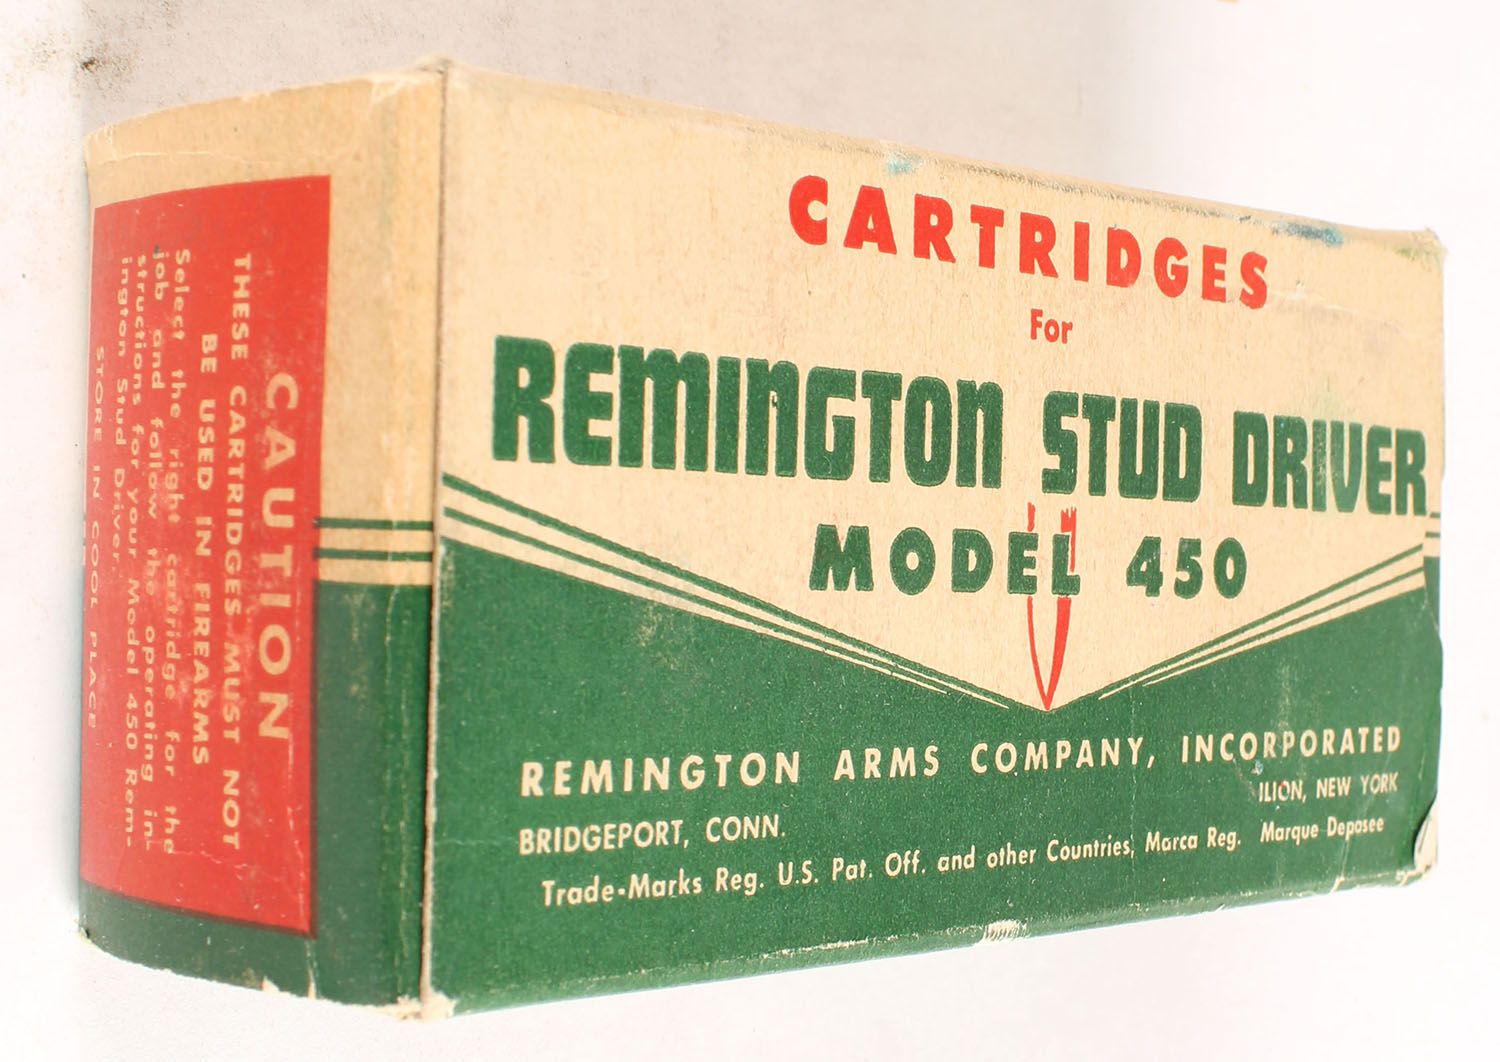 CARTRIDGES
For
REMINGTON STUD DRIVER
MODEL 450
REMINGTON ARMS COMPANY, INCORPORATED
BRIDGEPORT, CONN.
ILION, NEW YORK
Trade-Marks Reg. U.S. Pat. Off. and other Countries, Marca Reg. Marque Deposee
CAUTION
THESE CARTRIDGES MUST NOT
BE USED IN FIREARMS
Select the right cartridge for the
job and follow the operating in-
structions for your Model 450 Rem-
ington Stud Driver.
STORE IN COOL PLACE